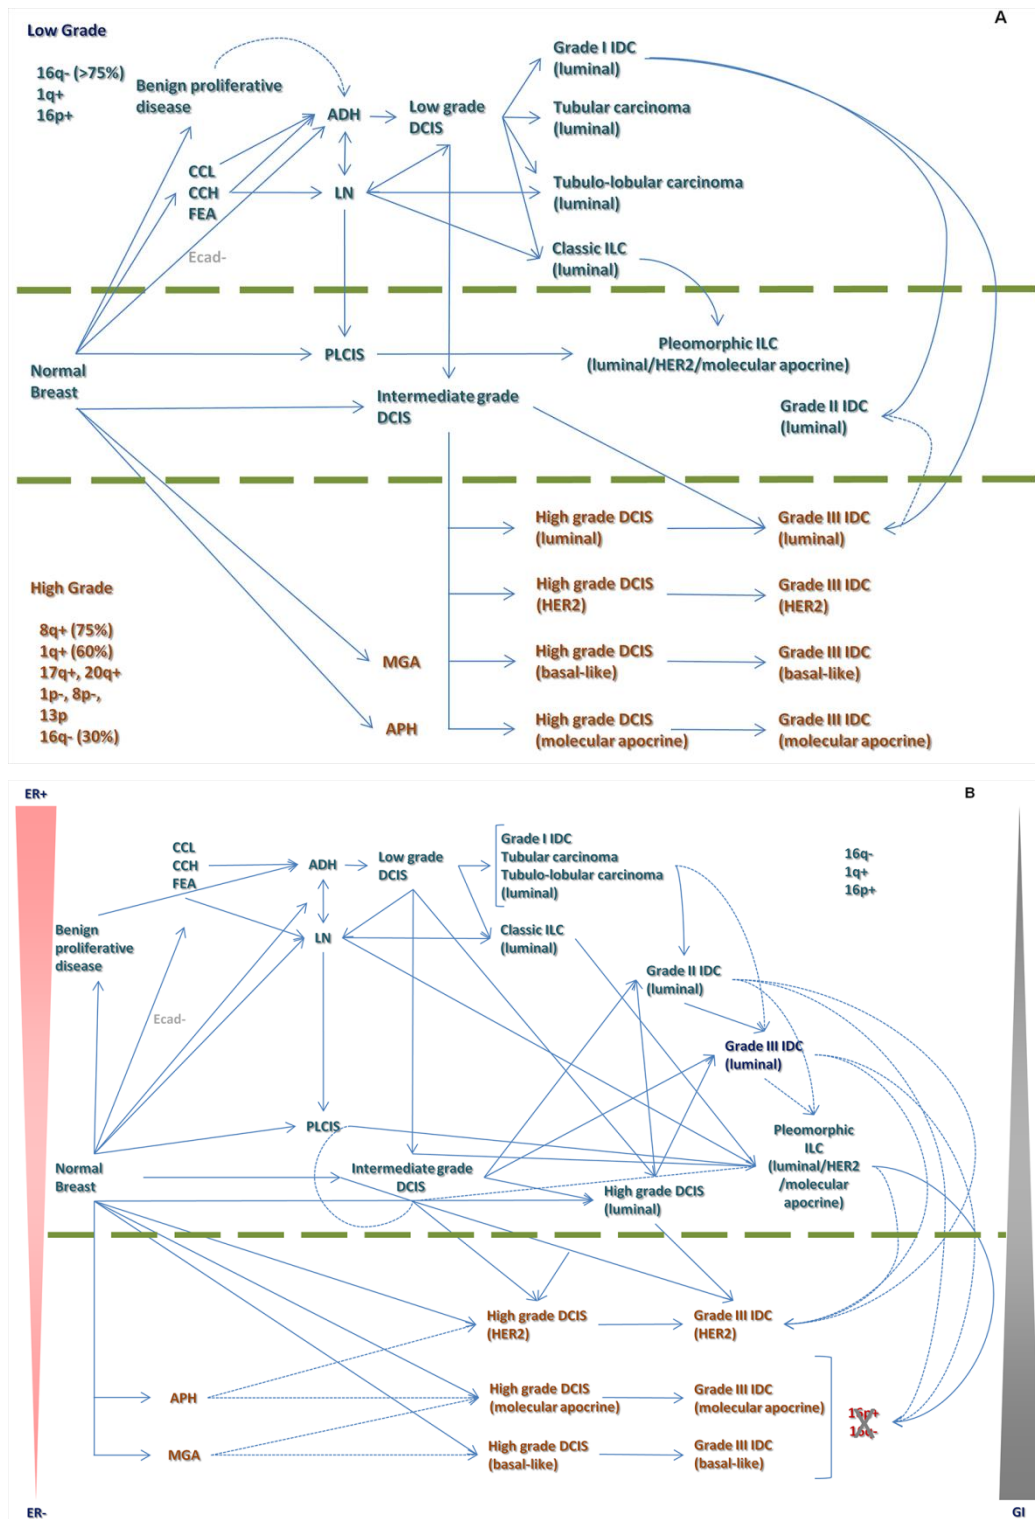 A
Low Grade
16q- (>75%)
1q+
16p+
Benign proliferative
disease
ADH
Low grade
DCIS
Grade I IDC
(luminal)
Tubular carcinoma
(luminal)
CCL
CCH
FEA
LN
Tubulo-lobular carcinoma
(luminal)
Ecad-
Classic ILC
(luminal)
Normal
Breast
PLCIS
Pleomorphic ILC
(luminal/HER2/molecular apocrine)
Intermediate grade
DCIS
Grade II IDC
(luminal)
High grade DCIS
(luminal)
Grade III IDC
(luminal)
High Grade
High grade DCIS
(HER2)
Grade III IDC
(HER2)
8q+ (75%)
1q+ (60%)
17q+, 20q+
1p-, 8p-,
13p
16q- (30%)
MGA
High grade DCIS
(basal-like)
Grade III IDC
(basal-like)
APH
High grade DCIS
(molecular apocrine)
Grade III IDC
(molecular apocrine)
ER+
B
CCL
CCH
FEA
ADH
Low grade
DCIS
Grade I IDC
Tubular carcinoma
Tubulo-lobular carcinoma
(luminal)
16q-
1q+
16p+
Benign
proliferative
disease
LN
Classic ILC
(luminal)
Grade II IDC
(luminal)
Ecad-
Grade III IDC
(luminal)
PLCIS
Pleomorphic
ILC
(luminal/HER2
/molecular
apocrine)
Normal
Breast
Intermediate grade
DCIS
High grade DCIS
(luminal)
High grade DCIS
(HER2)
Grade III IDC
(HER2)
APH
High grade DCIS
(molecular apocrine)
Grade III IDC
(molecular apocrine)
16p+
16q-
MGA
High grade DCIS
(basal-like)
Grade III IDC
(basal-like)
ER-
GI